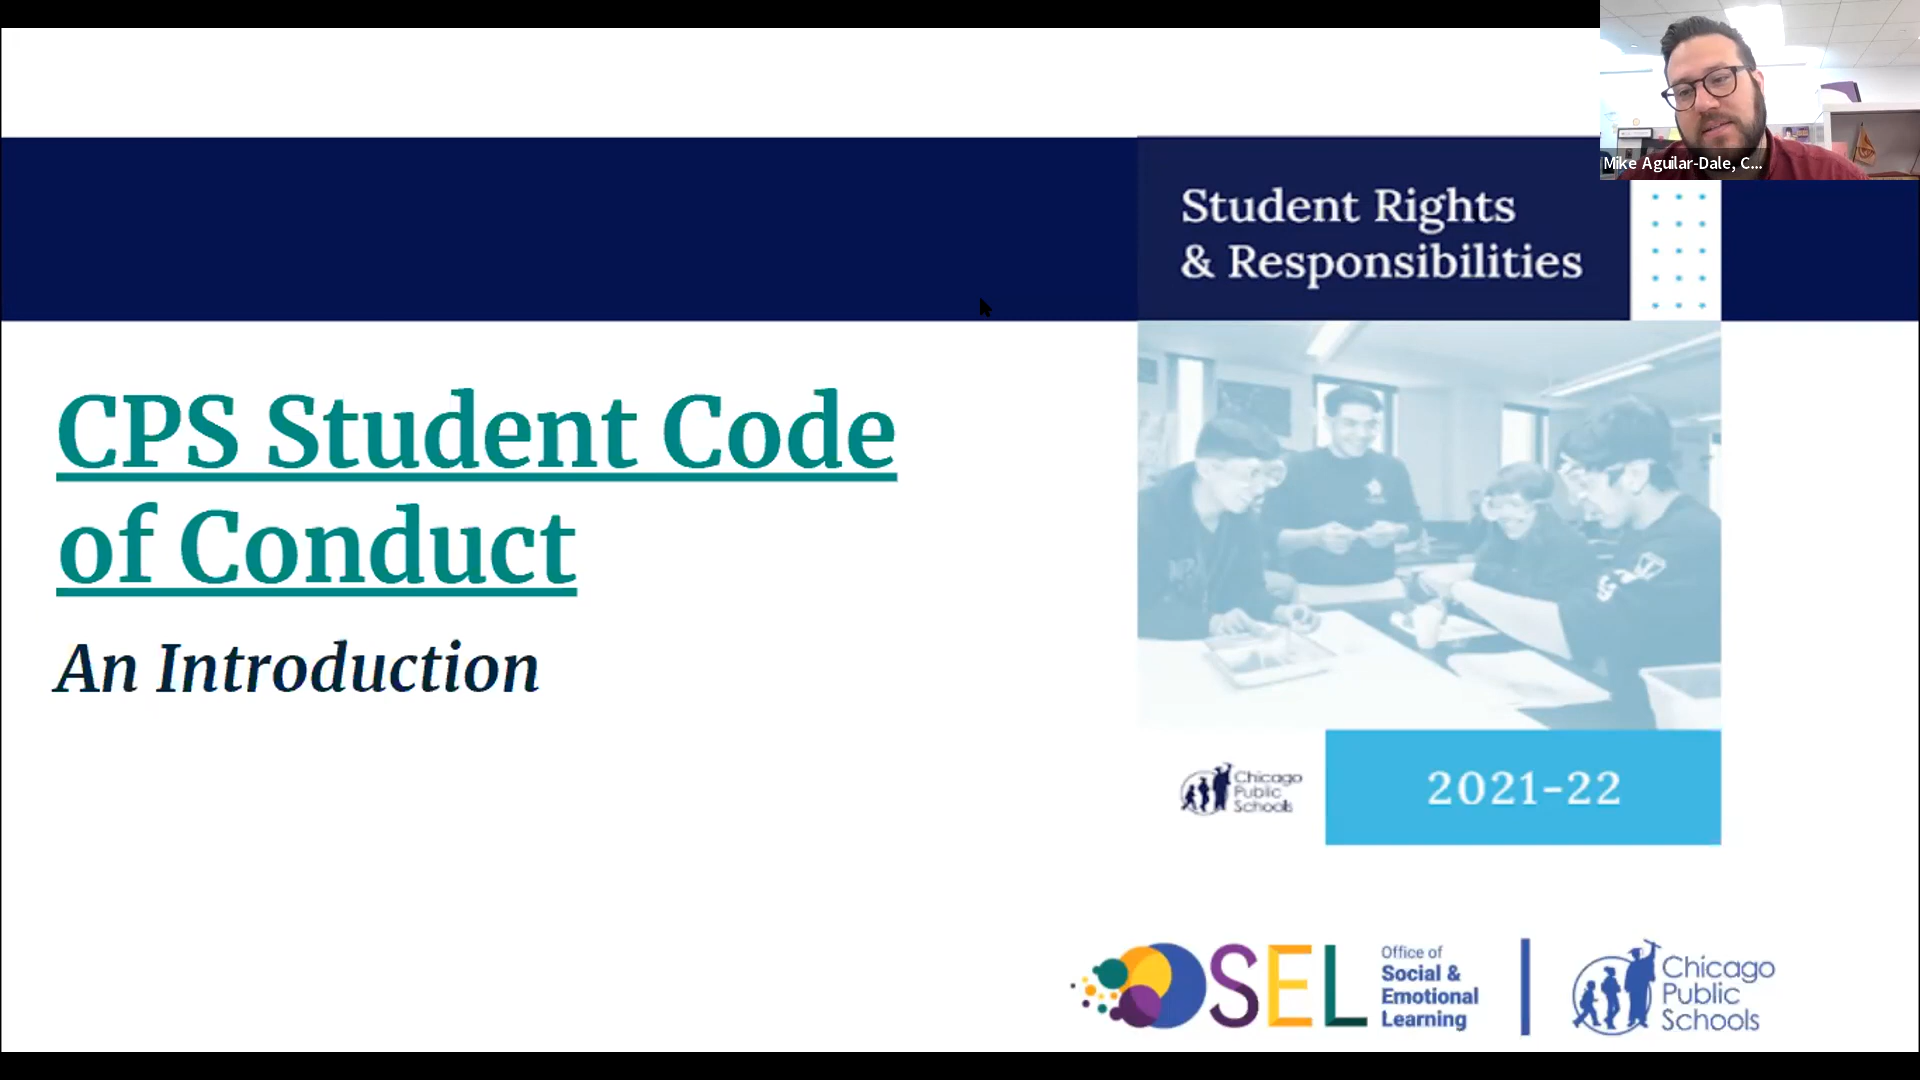 Mike Aguilar-Dale, C...
Student Rights
& Responsibilities
CPS Student Code
of Conduct
An Introduction
Chicago
Public
Schools
2021-22
OSEL
Office of
Social &
Emotional
Learning
Chicago
Public
Schools